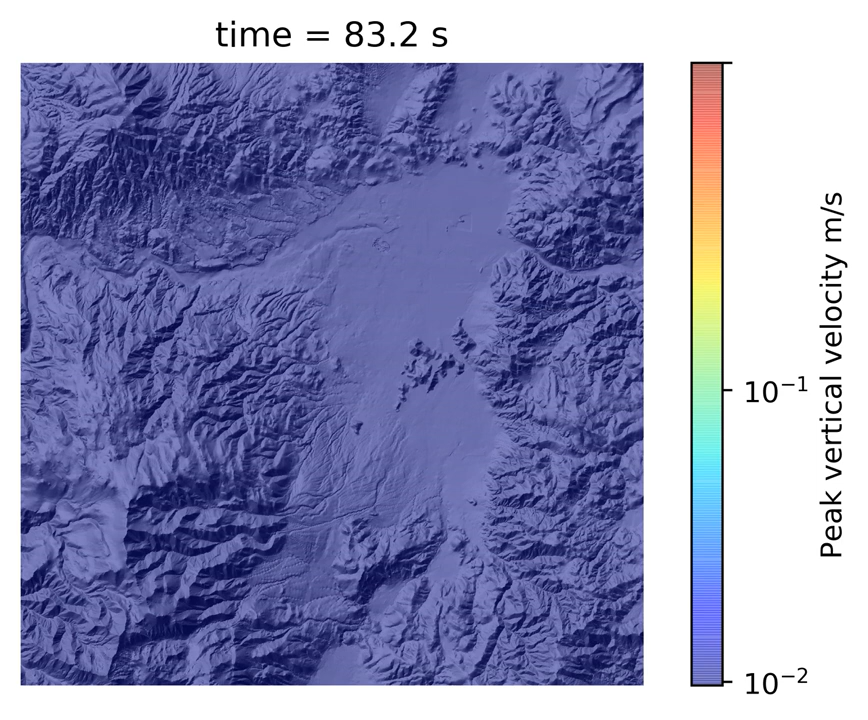 time = 83.2 s
10⁻¹
10⁻²
Peak vertical velocity m/s